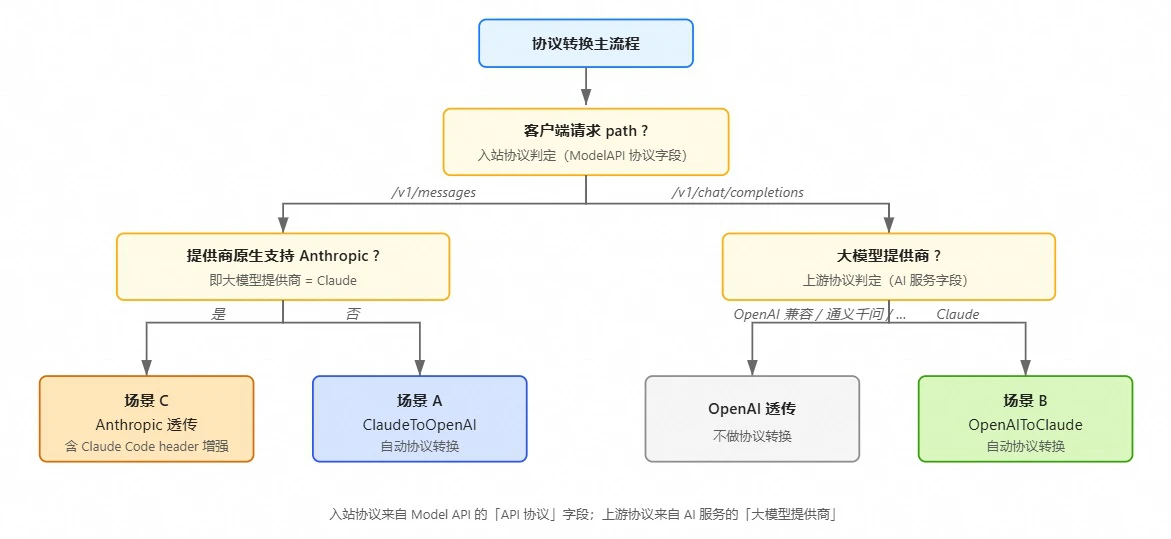 协议转换主流程
客户端请求 path ?
入站协议判定（ModelAPI 协议字段）
/v1/messages
/v1/chat/completions
提供商原生支持 Anthropic ?
即大模型提供商 = Claude
大模型提供商 ?
上游协议判定（AI 服务字段）
是
否
OpenAI 兼容 / 通义千问 / ...
Claude
场景 C
Anthropic 透传
含 Claude Code header 增强
场景 A
ClaudeToOpenAI
自动协议转换
OpenAI 透传
不做协议转换
场景 B
OpenAIToClaude
自动协议转换
入站协议来自 Model API 的「API 协议」字段；上游协议来自 AI 服务的「大模型提供商」